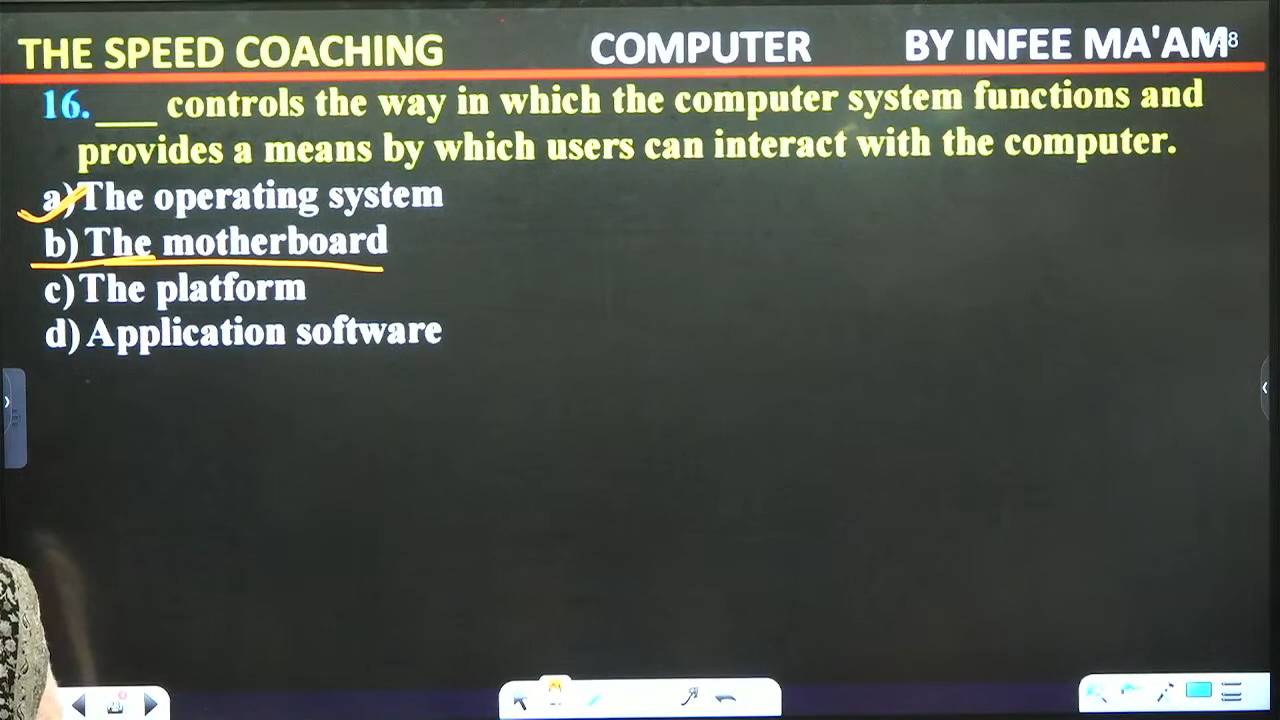 THE SPEED COACHING COMPUTER BY INFEE MA'AM
16.___ controls the way in which the computer system functions and
provides a means by which users can interact with the computer.
a) The operating system
b) The motherboard
c) The platform
d) Application software